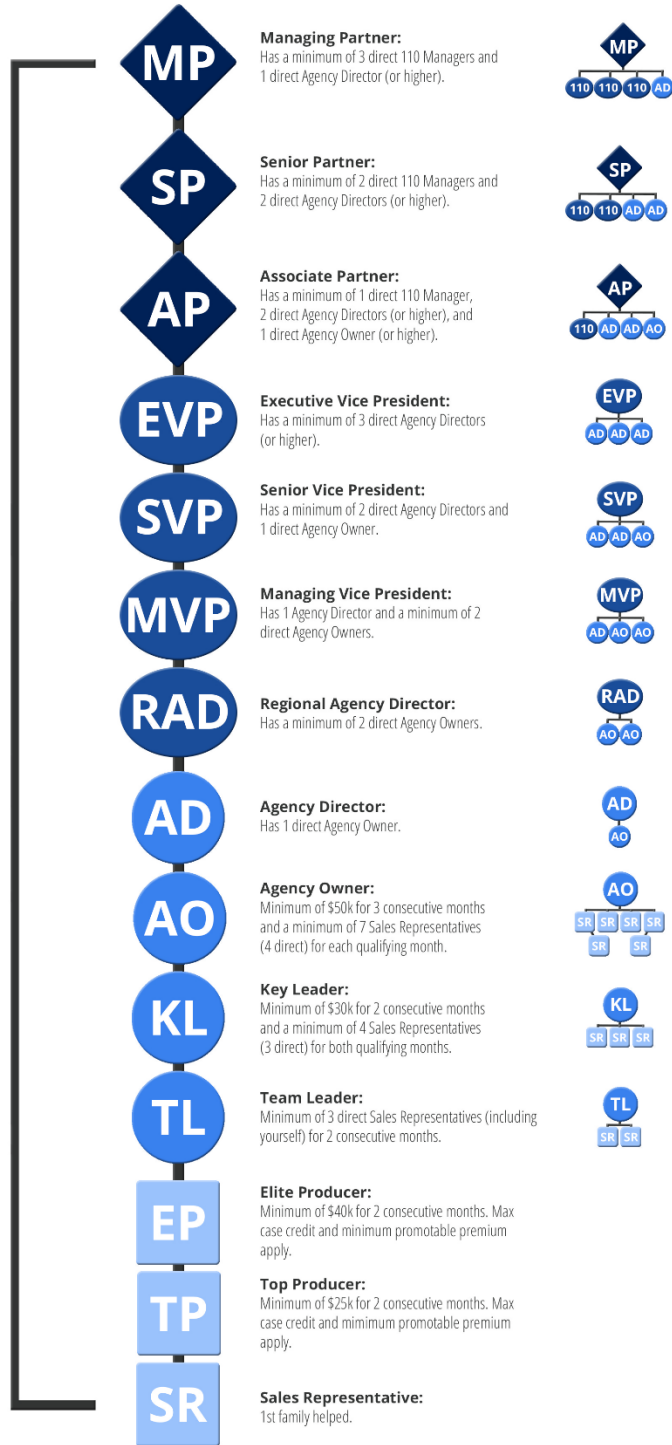 MP
Managing Partner:
Has a minimum of 3 direct 110 Managers and
1 direct Agency Director (or higher).
MP
110 110 110 AD
SP
Senior Partner:
Has a minimum of 2 direct 110 Managers and
2 direct Agency Directors (or higher).
SP
110 110 AD AD
AP
Associate Partner:
Has a minimum of 1 direct 110 Manager,
2 direct Agency Directors (or higher), and
1 direct Agency Owner (or higher).
AP
110 AD AD AO
EVP
Executive Vice President:
Has a minimum of 3 direct Agency Directors
(or higher).
EVP
AD AD AD
SVP
Senior Vice President:
Has a minimum of 2 direct Agency Directors and
1 direct Agency Owner.
SVP
AD AD AO
MVP
Managing Vice President:
Has 1 Agency Director and a minimum of 2
direct Agency Owners.
MVP
AD AO AO
RAD
Regional Agency Director:
Has a minimum of 2 direct Agency Owners.
RAD
AO AO
AD
Agency Director:
Has 1 direct Agency Owner.
AD
AO
AO
Agency Owner:
Minimum of $50k for 3 consecutive months
and a minimum of 7 Sales Representatives
(4 direct) for each qualifying month.
AO
SR SR SR SR
SR SR
KL
Key Leader:
Minimum of $30k for 2 consecutive months
and a minimum of 4 Sales Representatives
(3 direct) for both qualifying months.
KL
SR SR SR
TL
Team Leader:
Minimum of 3 direct Sales Representatives (including
yourself) for 2 consecutive months.
TL
SR SR
EP
Elite Producer:
Minimum of $40k for 2 consecutive months. Max
case credit and minimum promotable premium
apply.
TP
Top Producer:
Minimum of $25k for 2 consecutive months. Max
case credit and mimimum promotable premium
apply.
SR
Sales Representative:
1st family helped.